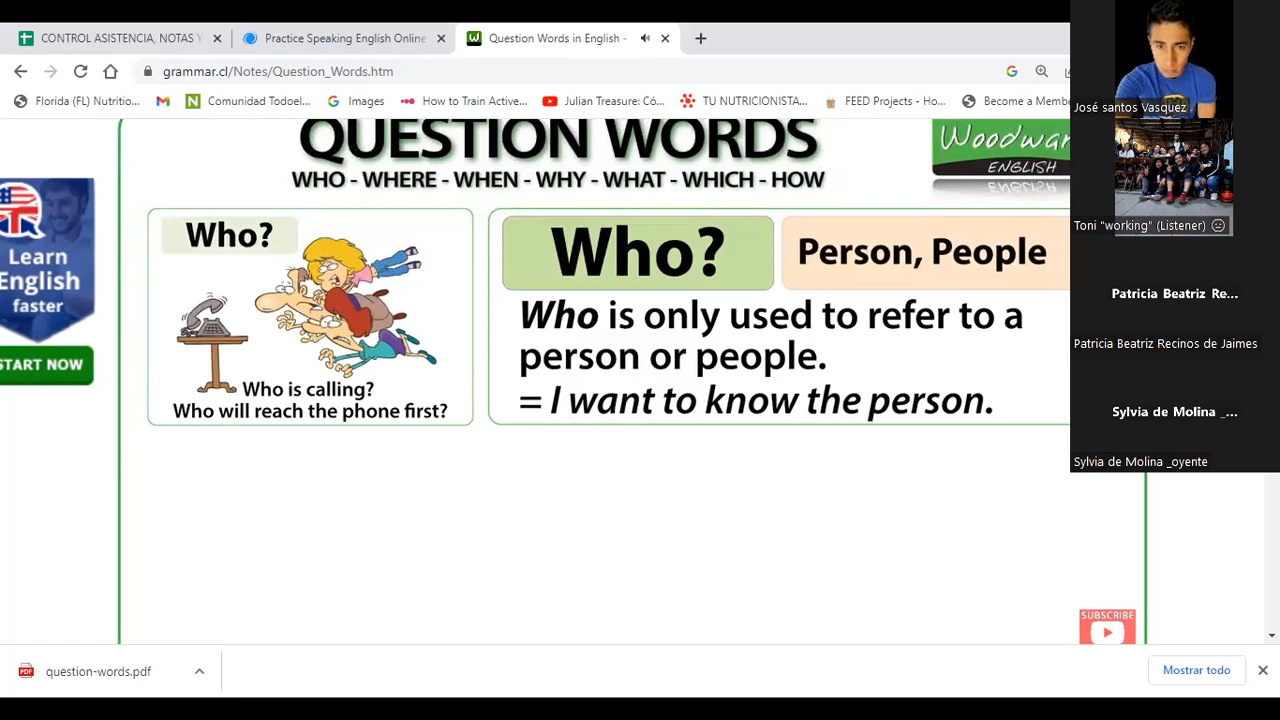 CONTROL ASISTENCIA, NOTAS Y
Practice Speaking English Online
Question Words in English -
grammar.cl/Notes/Question_Words.htm
Florida (FL) Nutritio...
Comunidad Todoel...
Images
How to Train Active...
Julian Treasure: Có...
TU NUTRICIONISTA...
FEED Projects - Ho...
Become a Memb
QUESTION WORDS
WHO - WHERE - WHEN - WHY - WHAT - WHICH - HOW
Woodwar
ENGLISH
Learn
English
faster
START NOW
Who?
Who is calling?
Who will reach the phone first?
Who?
Person, People
Who is only used to refer to a
person or people.
= I want to know the person.
SUBSCRIBE
José santos Vasquez
Toni "working" (Listener)
Patricia Beatriz Re...
Patricia Beatriz Recinos de Jaimes
Sylvia de Molina _...
Sylvia de Molina _oyente
question-words.pdf
Mostrar todo